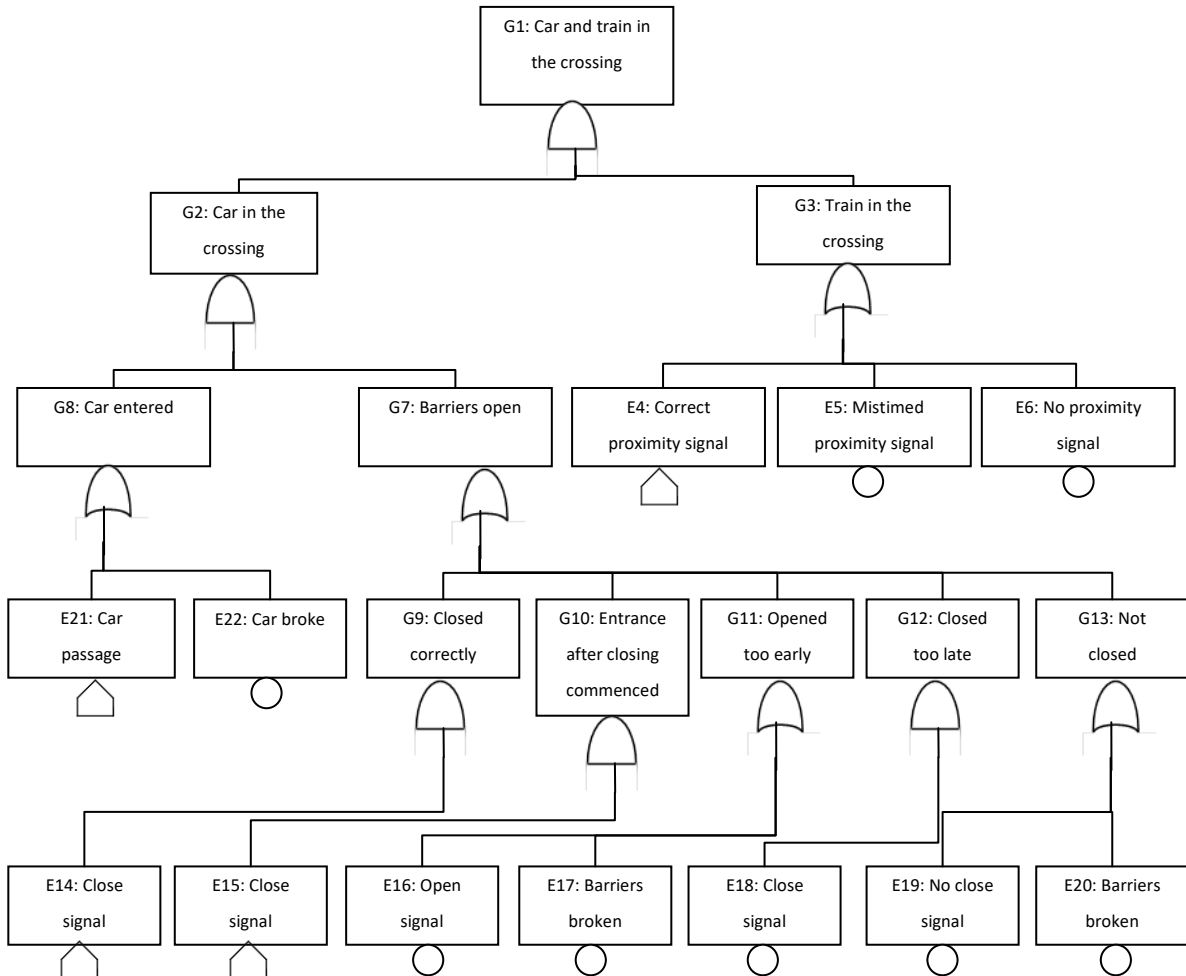 G1: Car and train in
the crossing
G2: Car in the
crossing
G3: Train in the
crossing
G8: Car entered
G7: Barriers open
E4: Correct
proximity signal
E5: Mistimed
proximity signal
E6: No proximity
signal
E21: Car
passage
E22: Car broke
G9: Closed
correctly
G10: Entrance
after closing
commenced
G11: Opened
too early
G12: Closed
too late
G13: Not
closed
E14: Close
signal
E15: Close
signal
E16: Open
signal
E17: Barriers
broken
E18: Close
signal
E19: No close
signal
E20: Barriers
broken